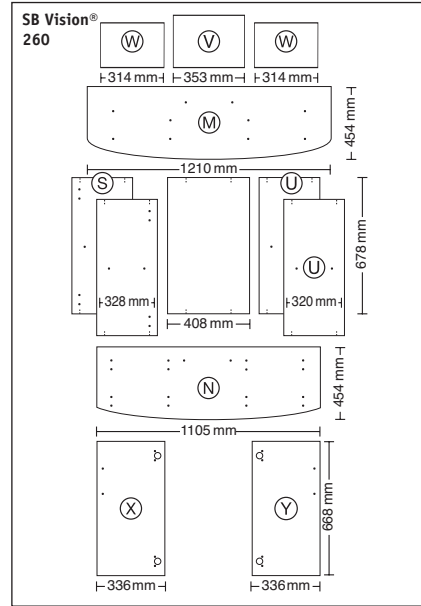 SB Vision®
260
W V W
314 mm 353 mm 314 mm
M
454 mm
1210 mm
S U
U
678 mm
328 mm 320 mm
408 mm
N
454 mm
1105 mm
X Y
668 mm
336 mm 336 mm